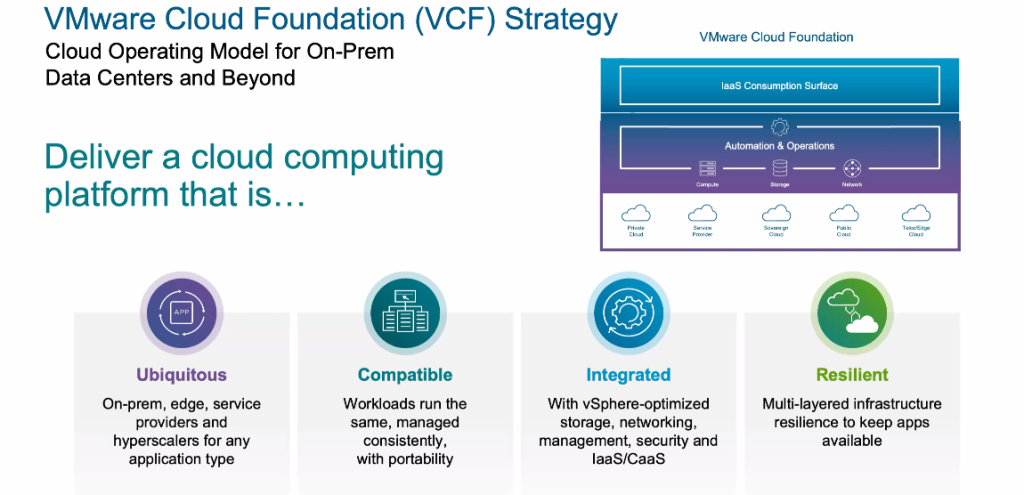 VMware Cloud Foundation (VCF) Strategy
Cloud Operating Model for On-Prem
Data Centers and Beyond
Deliver a cloud computing
platform that is…
VMware Cloud Foundation
IaaS Consumption Surface
Automation & Operations
Compute
Storage
Network
Private
Cloud
Service
Provider
Sovereign
Cloud
Public
Cloud
Telco/Edge
Cloud
APP
Ubiquitous
On-prem, edge, service
providers and
hyperscalers for any
application type
Compatible
Workloads run the
same, managed
consistently,
with portability
Integrated
With vSphere-optimized
storage, networking,
management, security and
IaaS/CaaS
Resilient
Multi-layered infrastructure
resilience to keep apps
available